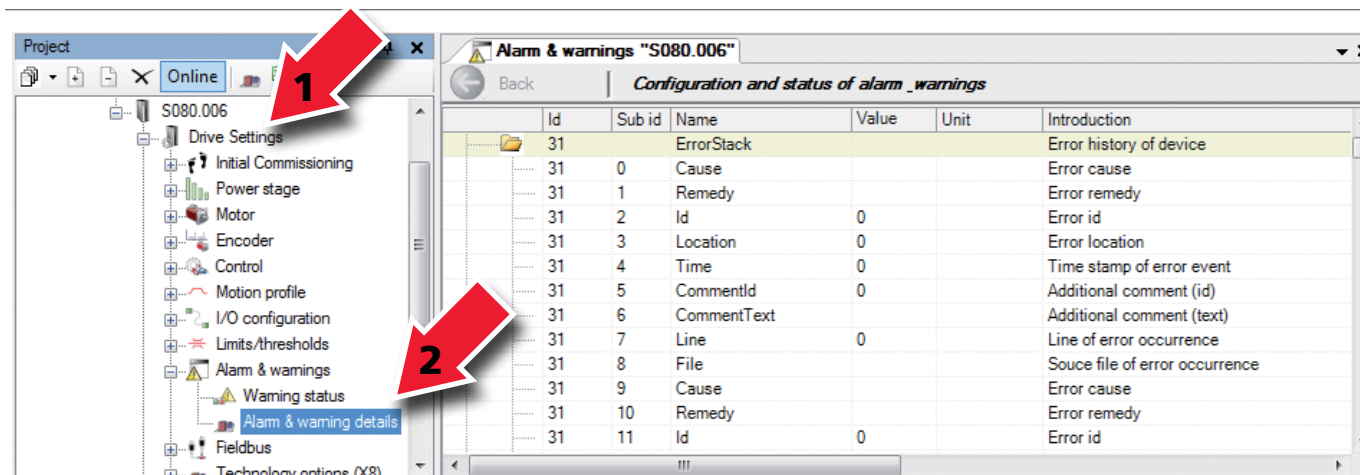 Project
Online
1
S080.006
Drive Settings
Initial Commissioning
Power stage
Motor
Encoder
Control
Motion profile
I/O configuration
Limits/thresholds
Alarm & warnings
Warning status
Alarm & warning details
Fieldbus
Technology options (X8)
2
Alarm & warnings "S080.006"
Back
Configuration and status of alarm _warnings
Id Sub id Name Value Unit Introduction
31 ErrorStack Error history of device
31 0 Cause Error cause
31 1 Remedy Error remedy
31 2 Id 0 Error id
31 3 Location 0 Error location
31 4 Time 0 Time stamp of error event
31 5 CommentId 0 Additional comment (id)
31 6 CommentText Additional comment (text)
31 7 Line 0 Line of error occurrence
31 8 File Souce file of error occurrence
31 9 Cause Error cause
31 10 Remedy Error remedy
31 11 Id 0 Error id